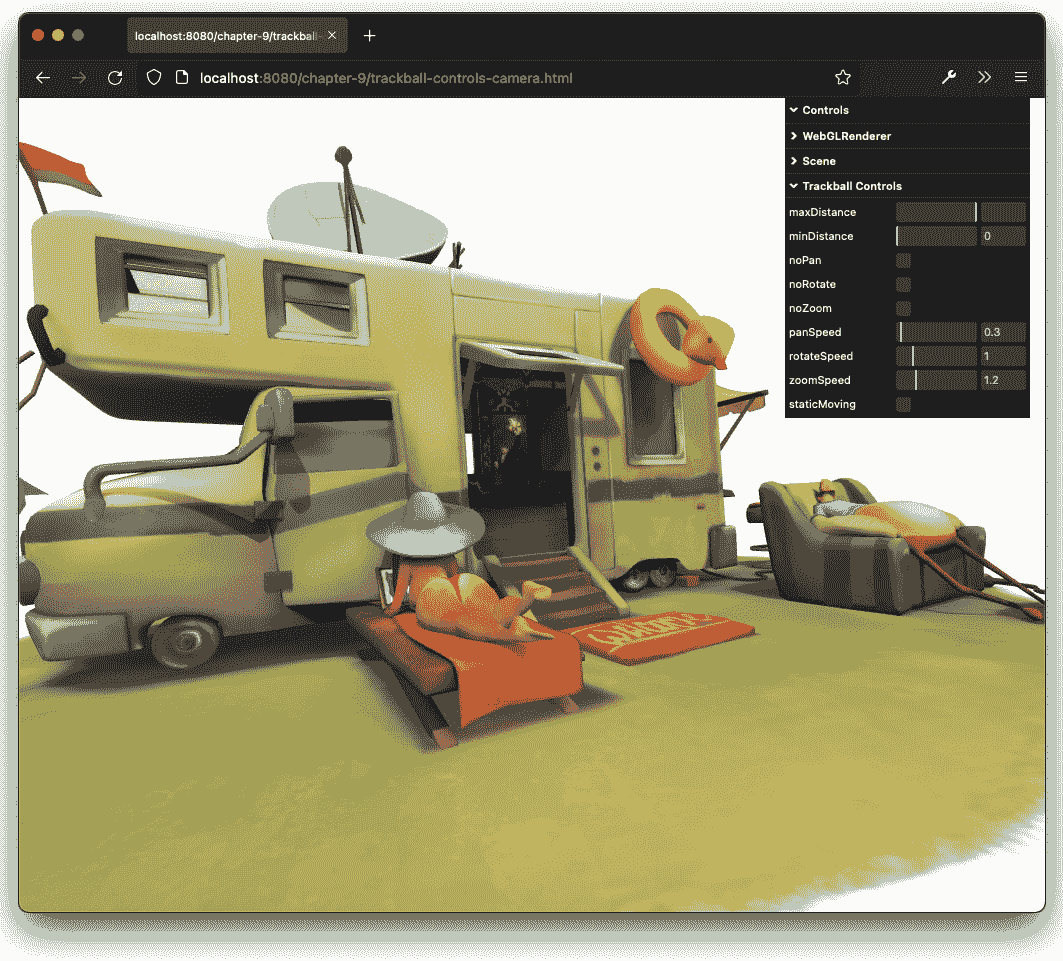 localhost:8080/chapter-9/trackball-
localhost:8080/chapter-9/trackball-controls-camera.html
Controls
WebGLRenderer
Scene
Trackball Controls
maxDistance
minDistance 0
noPan
noRotate
noZoom
panSpeed 0.3
rotateSpeed 1
zoomSpeed 1.2
staticMoving